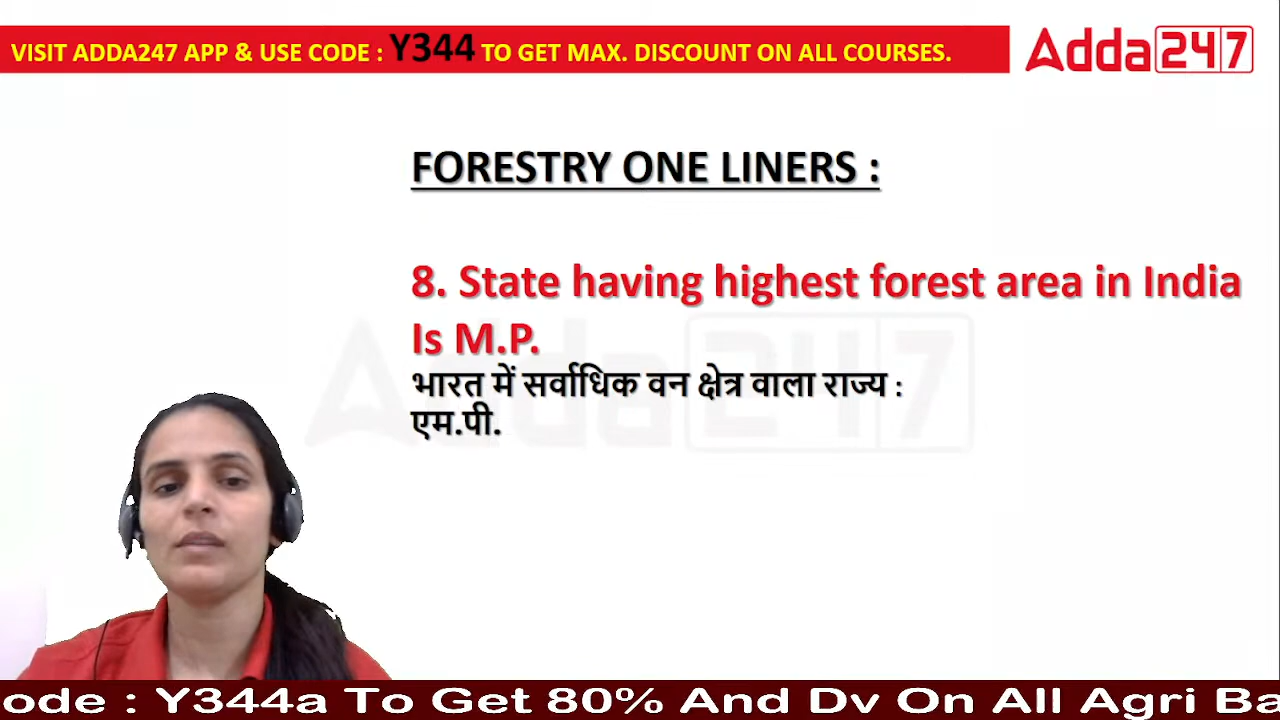 VISIT ADDA247 APP & USE CODE : Y344 TO GET MAX. DISCOUNT ON ALL COURSES.
Adda247
FORESTRY ONE LINERS :
8. State having highest forest area in India
Is M.P.
भारत में सर्वाधिक वन क्षेत्र वाला राज्य :
एम.पी.
Adda247
ode : Y344a To Get 80% And Dv On All Agri Ba